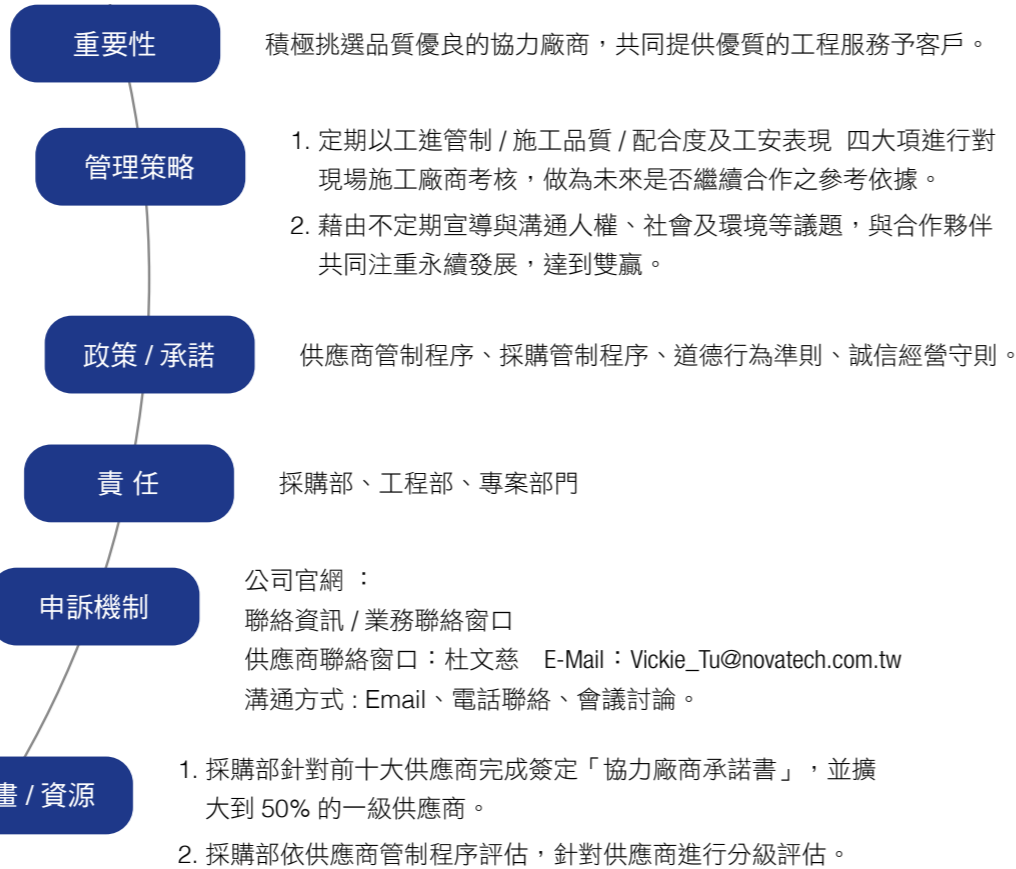 重要性
積極挑選品質優良的協力廠商，共同提供優質的工程服務予客戶。
管理策略
1. 定期以工進管制 / 施工品質 / 配合度及工安表現 四大項進行對
現場施工廠商考核，做為未來是否繼續合作之參考依據。
2. 藉由不定期宣導與溝通人權、社會及環境等議題，與合作夥伴
共同注重永續發展，達到雙贏。
政策 / 承諾
供應商管制程序、採購管制程序、道德行為準則、誠信經營守則。
責 任
採購部、工程部、專案部門
申訴機制
公司官網 ：
聯絡資訊 / 業務聯絡窗口
供應商聯絡窗口：杜文慈 E-Mail：Vickie_Tu@novatech.com.tw
溝通方式 : Email、電話聯絡、會議討論。
畫 / 資源
1. 採購部針對前十大供應商完成簽定「協力廠商承諾書」，並擴
大到 50% 的一級供應商。
2. 採購部依供應商管制程序評估，針對供應商進行分級評估。